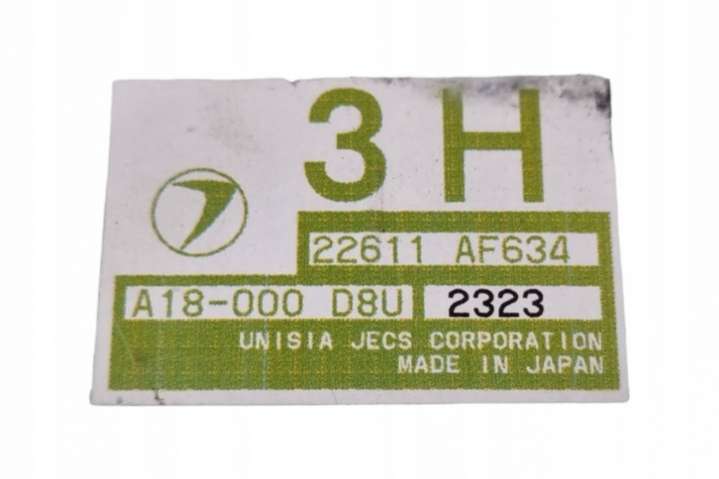 3H
22611 AF634
A18-000 D8U 2323
UNISIA JECS CORPORATION
MADE IN JAPAN